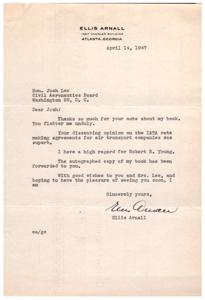 ELLIS ARNALL
ATLANTA, GEORGIA
April 14, 1947
Hon. Josh Lee
Civil Aeronautics Board
Washington 25, D. C.
Dear Josh:
Thanks so much for your note about my book.
You flatter me unduly.
Your dissenting opinion on the IATA rate
making agreements for air transport companies was
superb.
I have a high regard for Robert R. Young.
The autographed copy of my book has been
forwarded to you.
With good wishes to you and Mrs. Lee, and
hoping to have the pleasure of seeing you soon, I
am
Sincerely yours,
Ellis Arnall
Ellis Arnall
ea/gc